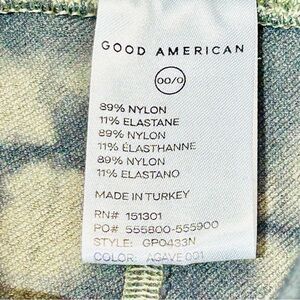 GOOD AMERICAN
00/0
89% NYLON
11% ELASTANE
89% NYLON
11% ÉLASTHANNE
89% NYLON
11% ELASTANO
MADE IN TURKEY
RN# 151301
PO# 555800-555900
STYLE: GP0433N
COLOR: AGAVE 001